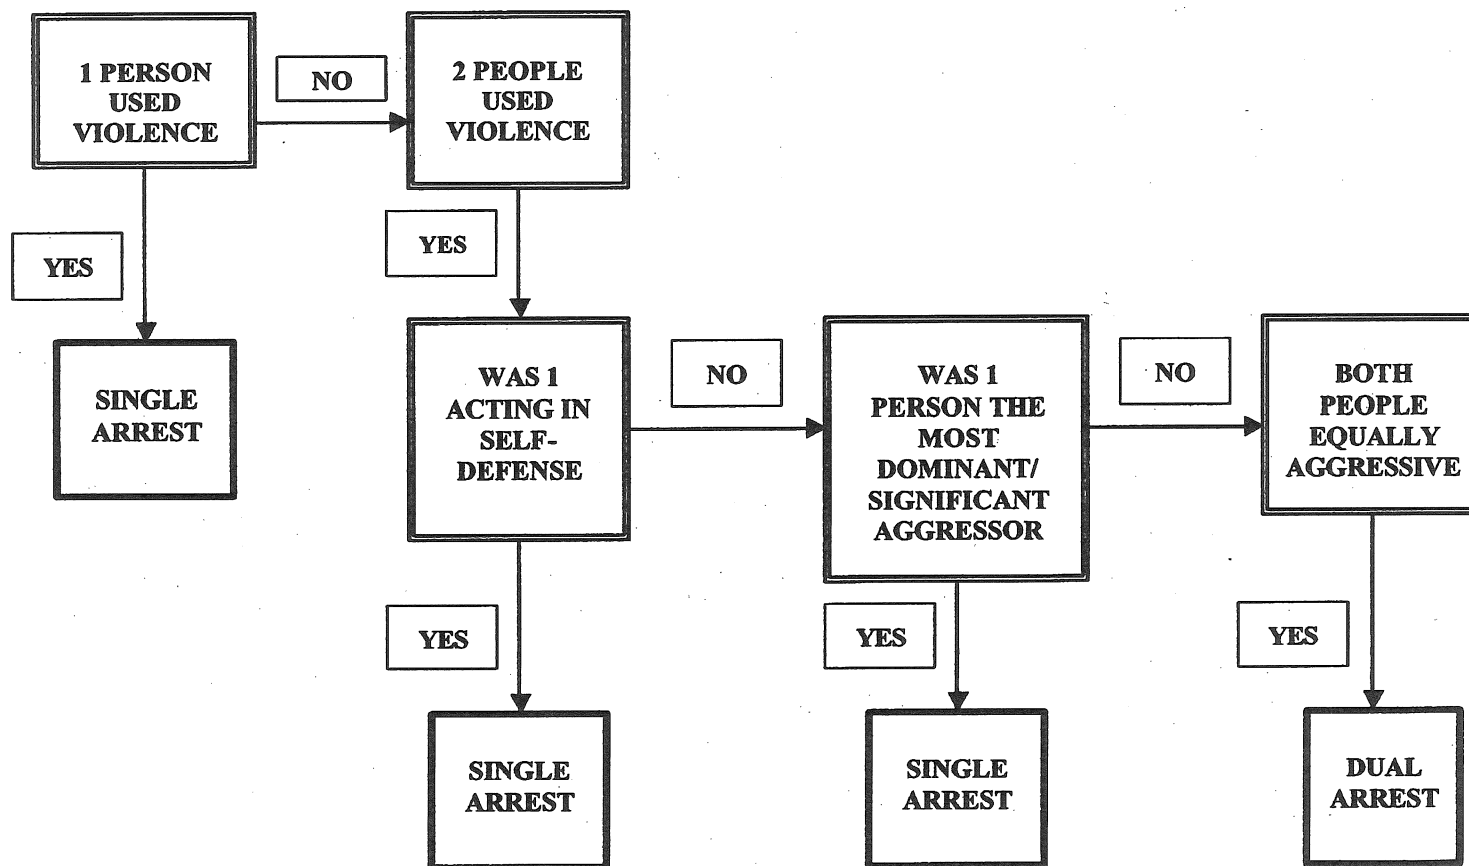 1 PERSON
USED
VIOLENCE
NO
2 PEOPLE
USED
VIOLENCE
YES
YES
SINGLE
ARREST
WAS 1
ACTING IN
SELF-
DEFENSE
NO
WAS 1
PERSON THE
MOST
DOMINANT/
SIGNIFICANT
AGGRESSOR
NO
BOTH
PEOPLE
EQUALLY
AGGRESSIVE
YES
YES
YES
SINGLE
ARREST
SINGLE
ARREST
DUAL
ARREST